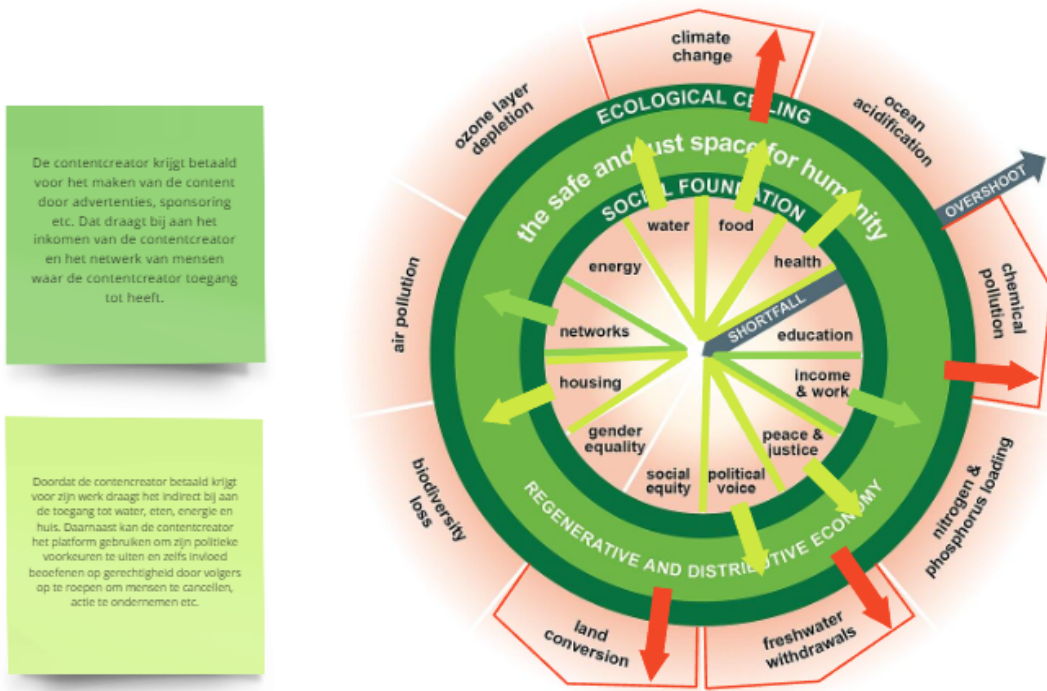 De contentcreator krijgt betaald
voor het maken van de content
door advertenties, sponsoring
etc. Dat draagt bij aan het
inkomen van de contentcreator
en het netwerk van mensen
waar de contentcreator toegang
tot heeft.
Doordat de contencreator betaald krijgt
voor zijn werk draagt het indirect bij aan
de toegang tot water, eten, energie en
huis. Daarnaast kan de contentcreator
het platform gebruiken om zijn politieke
voorkeuren te uiten en zelfs invloed
beoefenen op gerechtigheid door volgers
op te roepen om mensen te cancellen,
actie te ondernemen etc.
climate
change
ozone layer
depletion
ocean
acidification
ECOLOGICAL CEILING
the safe and just space for humanity
SOCIAL FOUNDATION
OVERSHOOT
water
food
energy
health
air pollution
chemical
pollution
SHORTFALL
networks
education
housing
income
& work
gender
equality
peace &
justice
social
equity
political
voice
biodiversity
loss
nitrogen &
phosphorus loading
REGENERATIVE AND DISTRIBUTIVE ECONOMY
land
conversion
freshwater
withdrawals